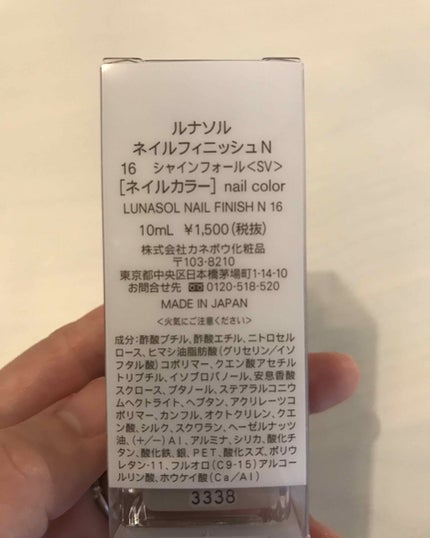 ルナソル
ネイルフィニッシュN
16 シャインフォール<SV>
[ネイルカラー] nail color
LUNASOL NAIL FINISH N 16
10mL ¥1,500(税抜)
株式会社カネボウ化粧品
〒103-8210
東京都中央区日本橋茅場町1-14-10
お問合せ先 0120-518-520
MADE IN JAPAN
<火気にご注意ください>
成分:酢酸ブチル、酢酸エチル、ニトロセル
ロース、ヒマシ油脂肪酸(グリセリン/イソ
フタル酸)コポリマー、クエン酸アセチル
トリブチル、イソプロパノール、安息香酸
スクロース、ブタノール、ステアラルコニウ
ムヘクトライト、ヘプタン、アクリレーツコ
ポリマー、カンフル、オクトクリレン、クエ
ン酸、シルク、スクワラン、ヘーゼルナッツ
油、(+/-)AI、アルミナ、シリカ、酸化チ
タン、酸化鉄、銀、PET、酸化スズ、ポリウ
レタン-11、フルオロ(C9-15)アルコー
ルリン酸、ホウケイ酸(Ca/AI)
3338